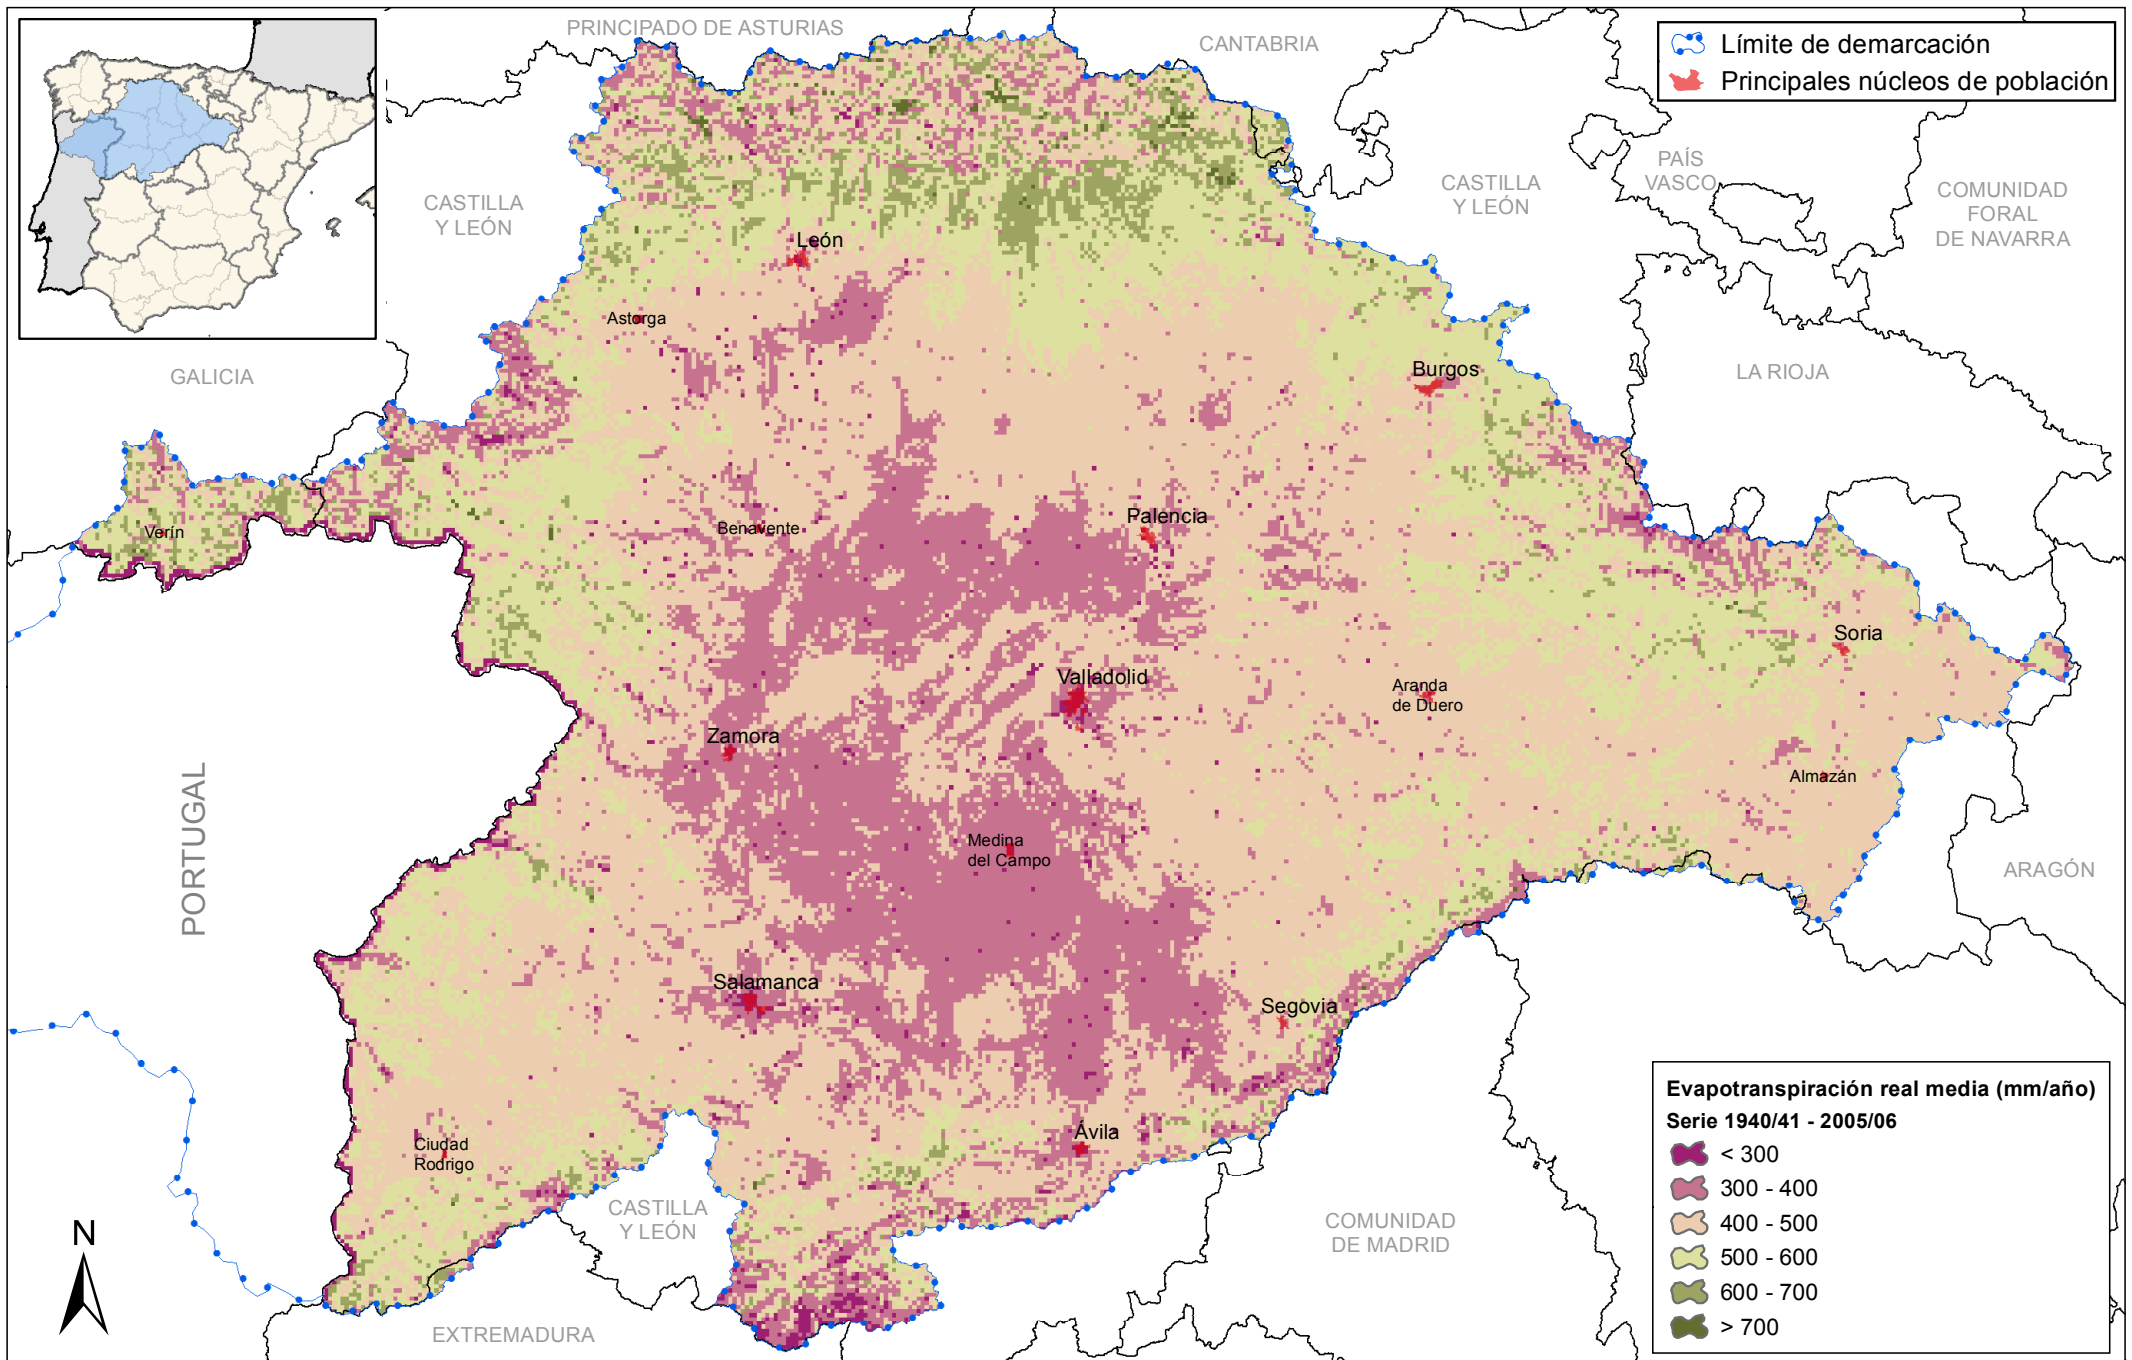 PRINCIPADO DE ASTURIAS
CANTABRIA
Límite de demarcación
Principales núcleos de población
CASTILLA
Y LEÓN
CASTILLA
Y LEÓN
PAÍS
VASCO
COMUNIDAD
FORAL
DE NAVARRA
León
Astorga
GALICIA
Burgos
LA RIOJA
Verín
Benavente
Palencia
Soria
Valladolid
Aranda
de Duero
Zamora
Almazán
PORTUGAL
Medina
del Campo
ARAGÓN
Salamanca
Segovia
Ávila
Ciudad
Rodrigo
CASTILLA
Y LEÓN
COMUNIDAD
DE MADRID
EXTREMADURA
N
Evapotranspiración real media (mm/año)
Serie 1940/41 - 2005/06
< 300
300 - 400
400 - 500
500 - 600
600 - 700
> 700